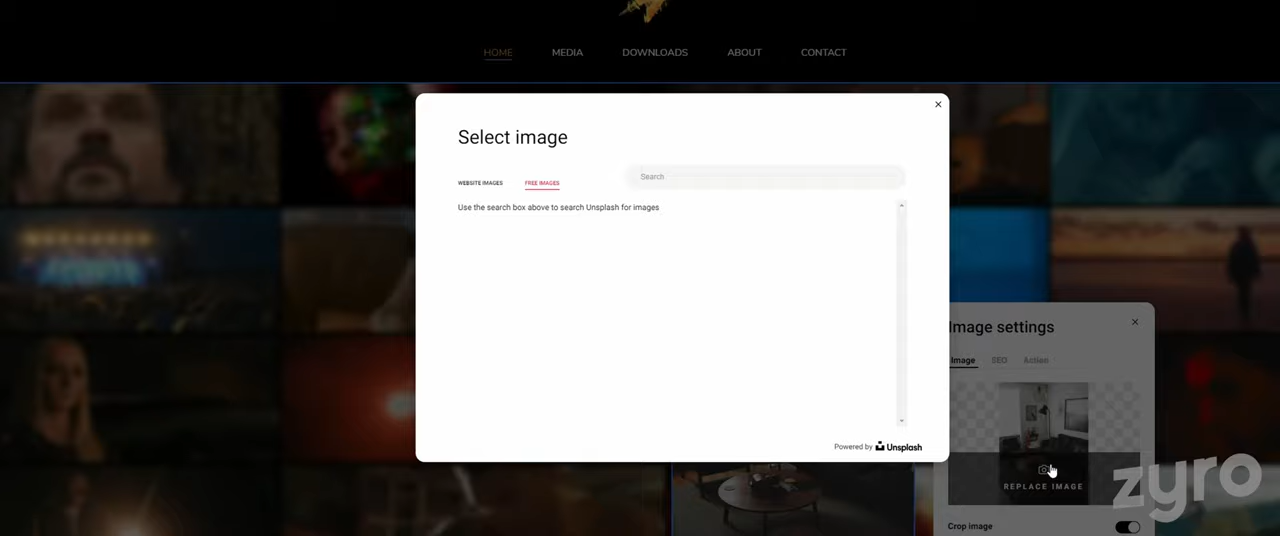 HOME MEDIA DOWNLOADS ABOUT CONTACT
Select image
WEBSITE IMAGES FREE IMAGES Search
Use the search box above to search Unsplash for images
Powered by Unsplash
Image settings
Image SEO Action
REPLACE IMAGE
Crop image
zyro